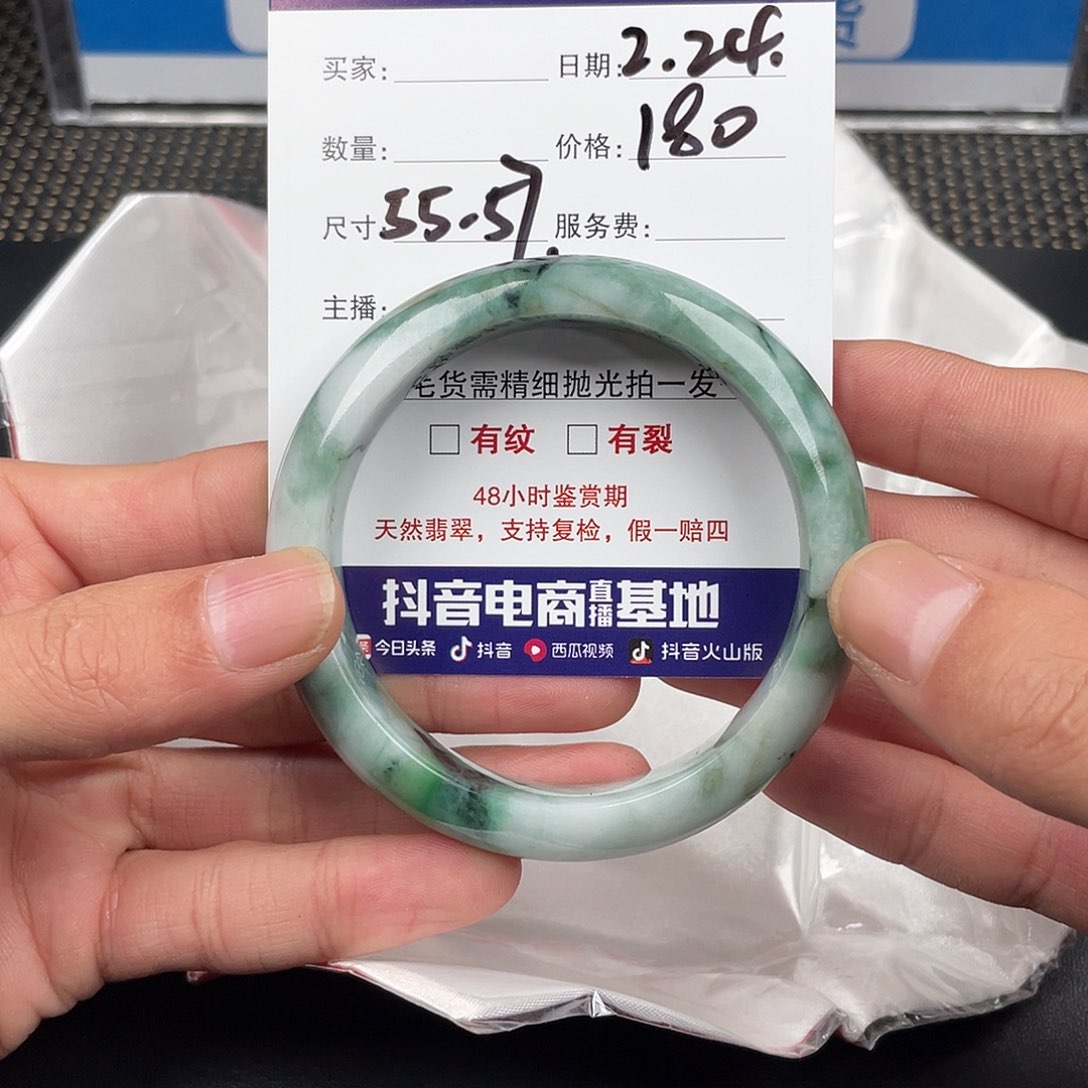 买家: 日期: 2.24.
数量: 价格: 180
尺寸 55.57. 服务费:
主播:
毛货需精细抛光拍一发
□ 有纹 □ 有裂
48小时鉴赏期
天然翡翠，支持复检，假一赔四
抖音电商直播基地
今日头条 抖音 西瓜视频 抖音火山版
货